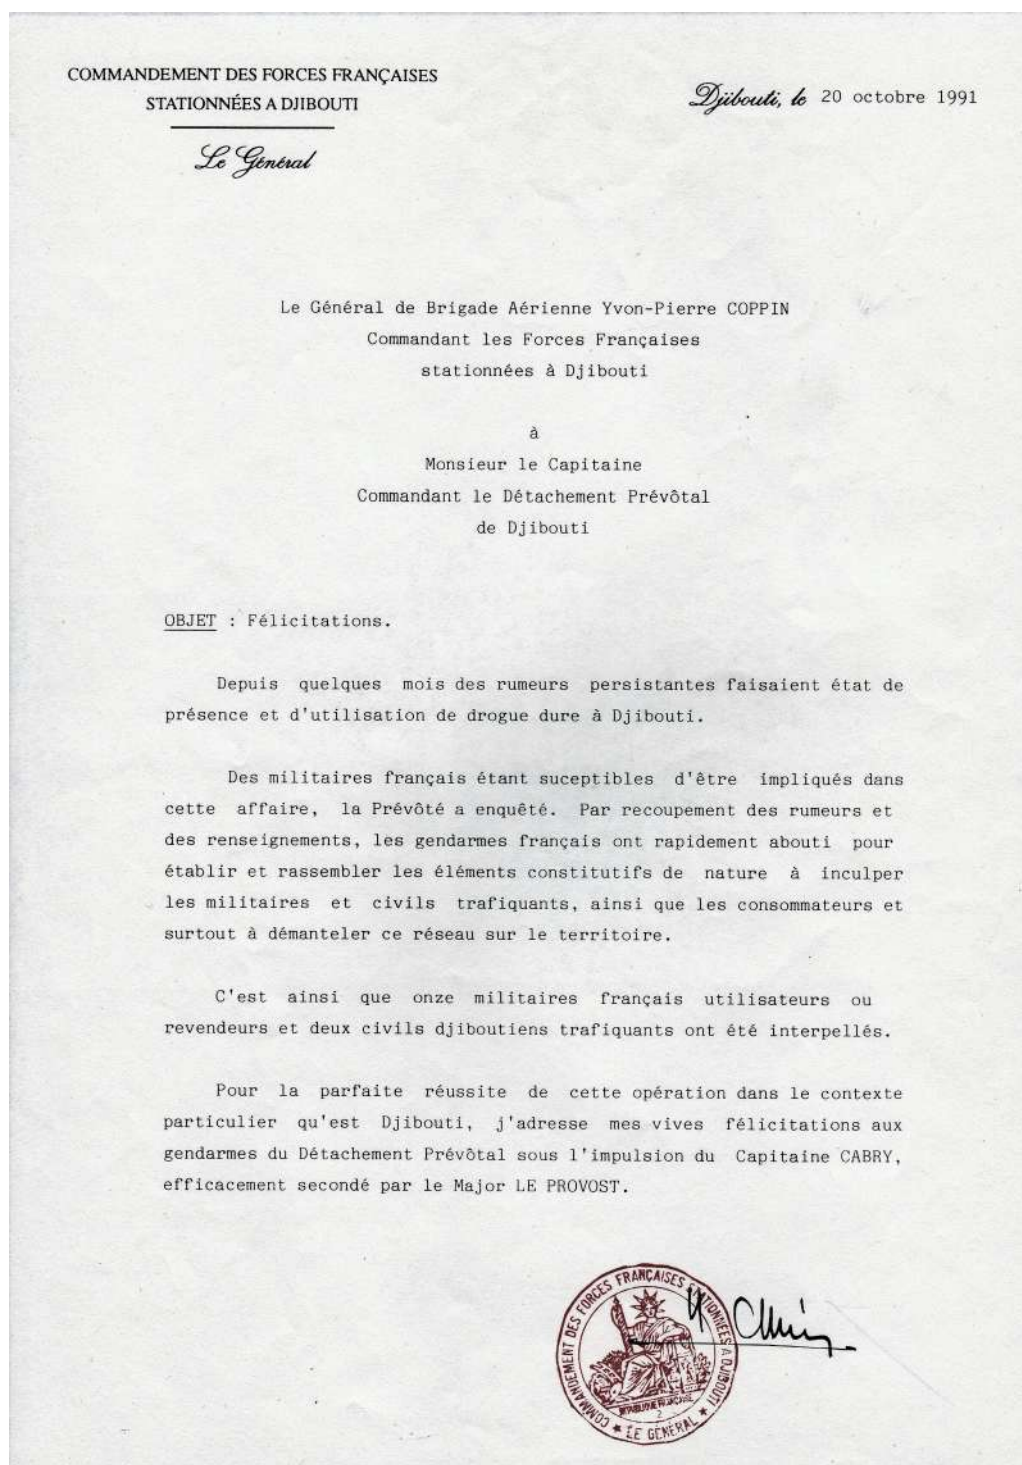 COMMANDEMENT DES FORCES FRANÇAISES
STATIONNÉES A DJIBOUTI
Le Général
Djibouti, le 20 octobre 1991
Le Général de Brigade Aérienne Yvon-Pierre COPPIN
Commandant les Forces Françaises
stationnées à Djibouti
à
Monsieur le Capitaine
Commandant le Détachement Prévôtal
de Djibouti
OBJET : Félicitations.
Depuis quelques mois des rumeurs persistantes faisaient état de
présence et d'utilisation de drogue dure à Djibouti.
Des militaires français étant suceptibles d'être impliqués dans
cette affaire, la Prévôté a enquêté. Par recoupement des rumeurs et
des renseignements, les gendarmes français ont rapidement abouti pour
établir et rassembler les éléments constitutifs de nature à inculper
les militaires et civils trafiquants, ainsi que les consommateurs et
surtout à démanteler ce réseau sur le territoire.
C'est ainsi que onze militaires français utilisateurs ou
revendeurs et deux civils djiboutiens trafiquants ont été interpellés.
Pour la parfaite réussite de cette opération dans le contexte
particulier qu'est Djibouti, j'adresse mes vives félicitations aux
gendarmes du Détachement Prévôtal sous l'impulsion du Capitaine CABRY,
efficacement secondé par le Major LE PROVOST.
COMMANDEMENT DES FORCES FRANÇAISES STATIONNÉES A DJIBOUTI
RÉPUBLIQUE FRANÇAISE
2
★ LE GÉNÉRAL ★